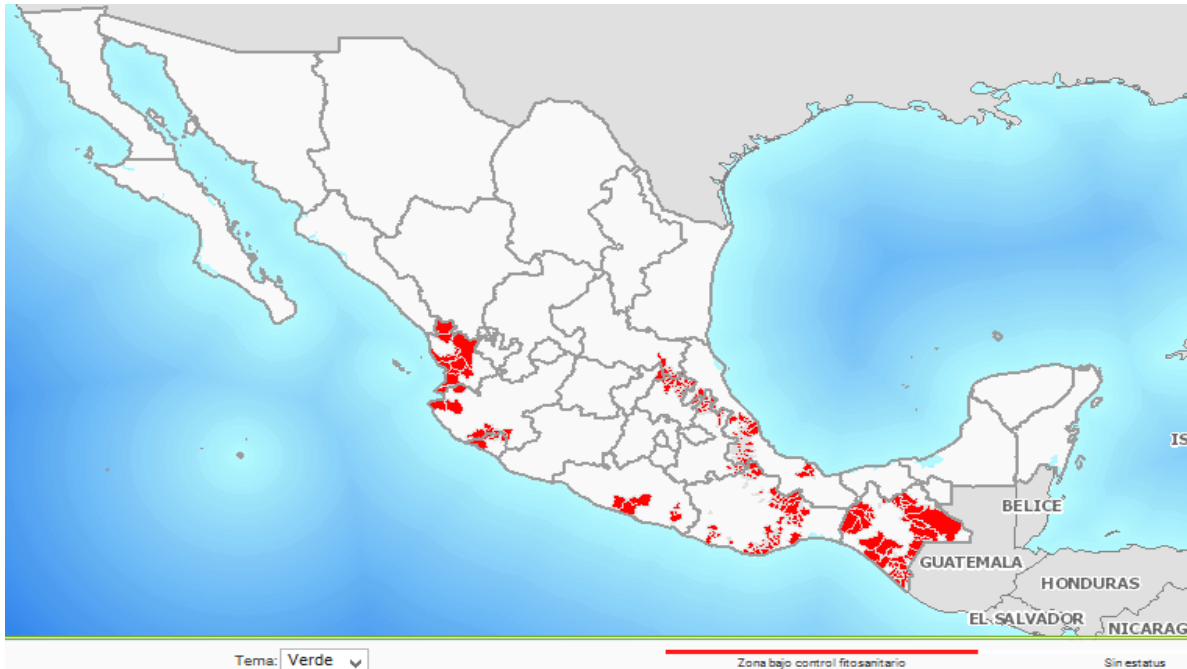 IS
BELICE
GUATEMALA
HONDURAS
EL SALVADOR
NICARAG
Tema: Verde
Zona bajo control fitosanitario
Sin estatus